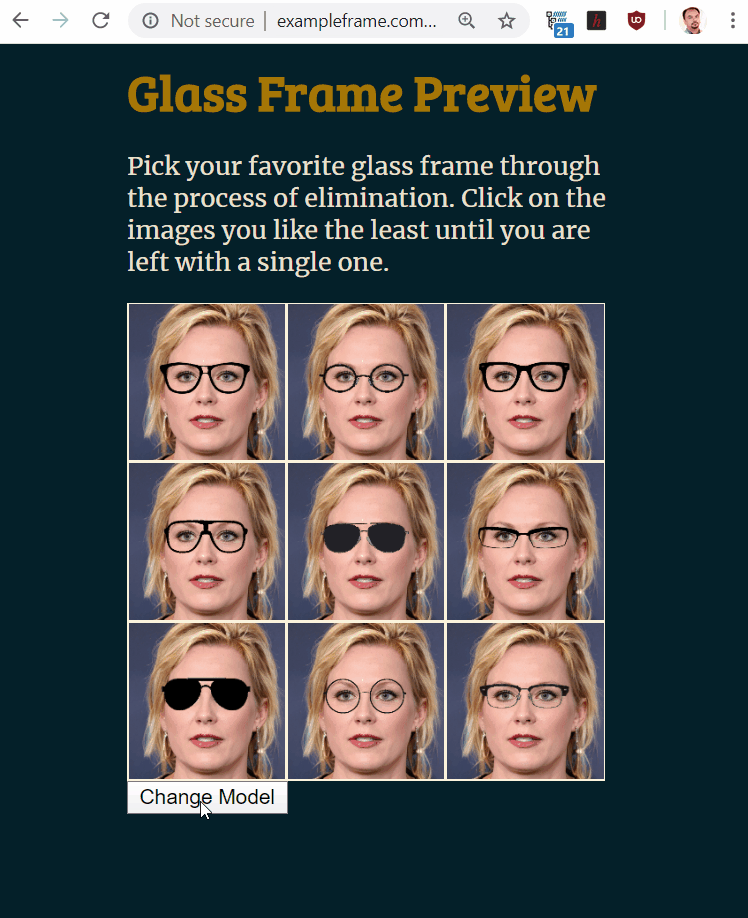 Not secure | exampleframe.com...
21
h
UO
Glass Frame Preview
Pick your favorite glass frame through
the process of elimination. Click on the
images you like the least until you are
left with a single one.
Change Model